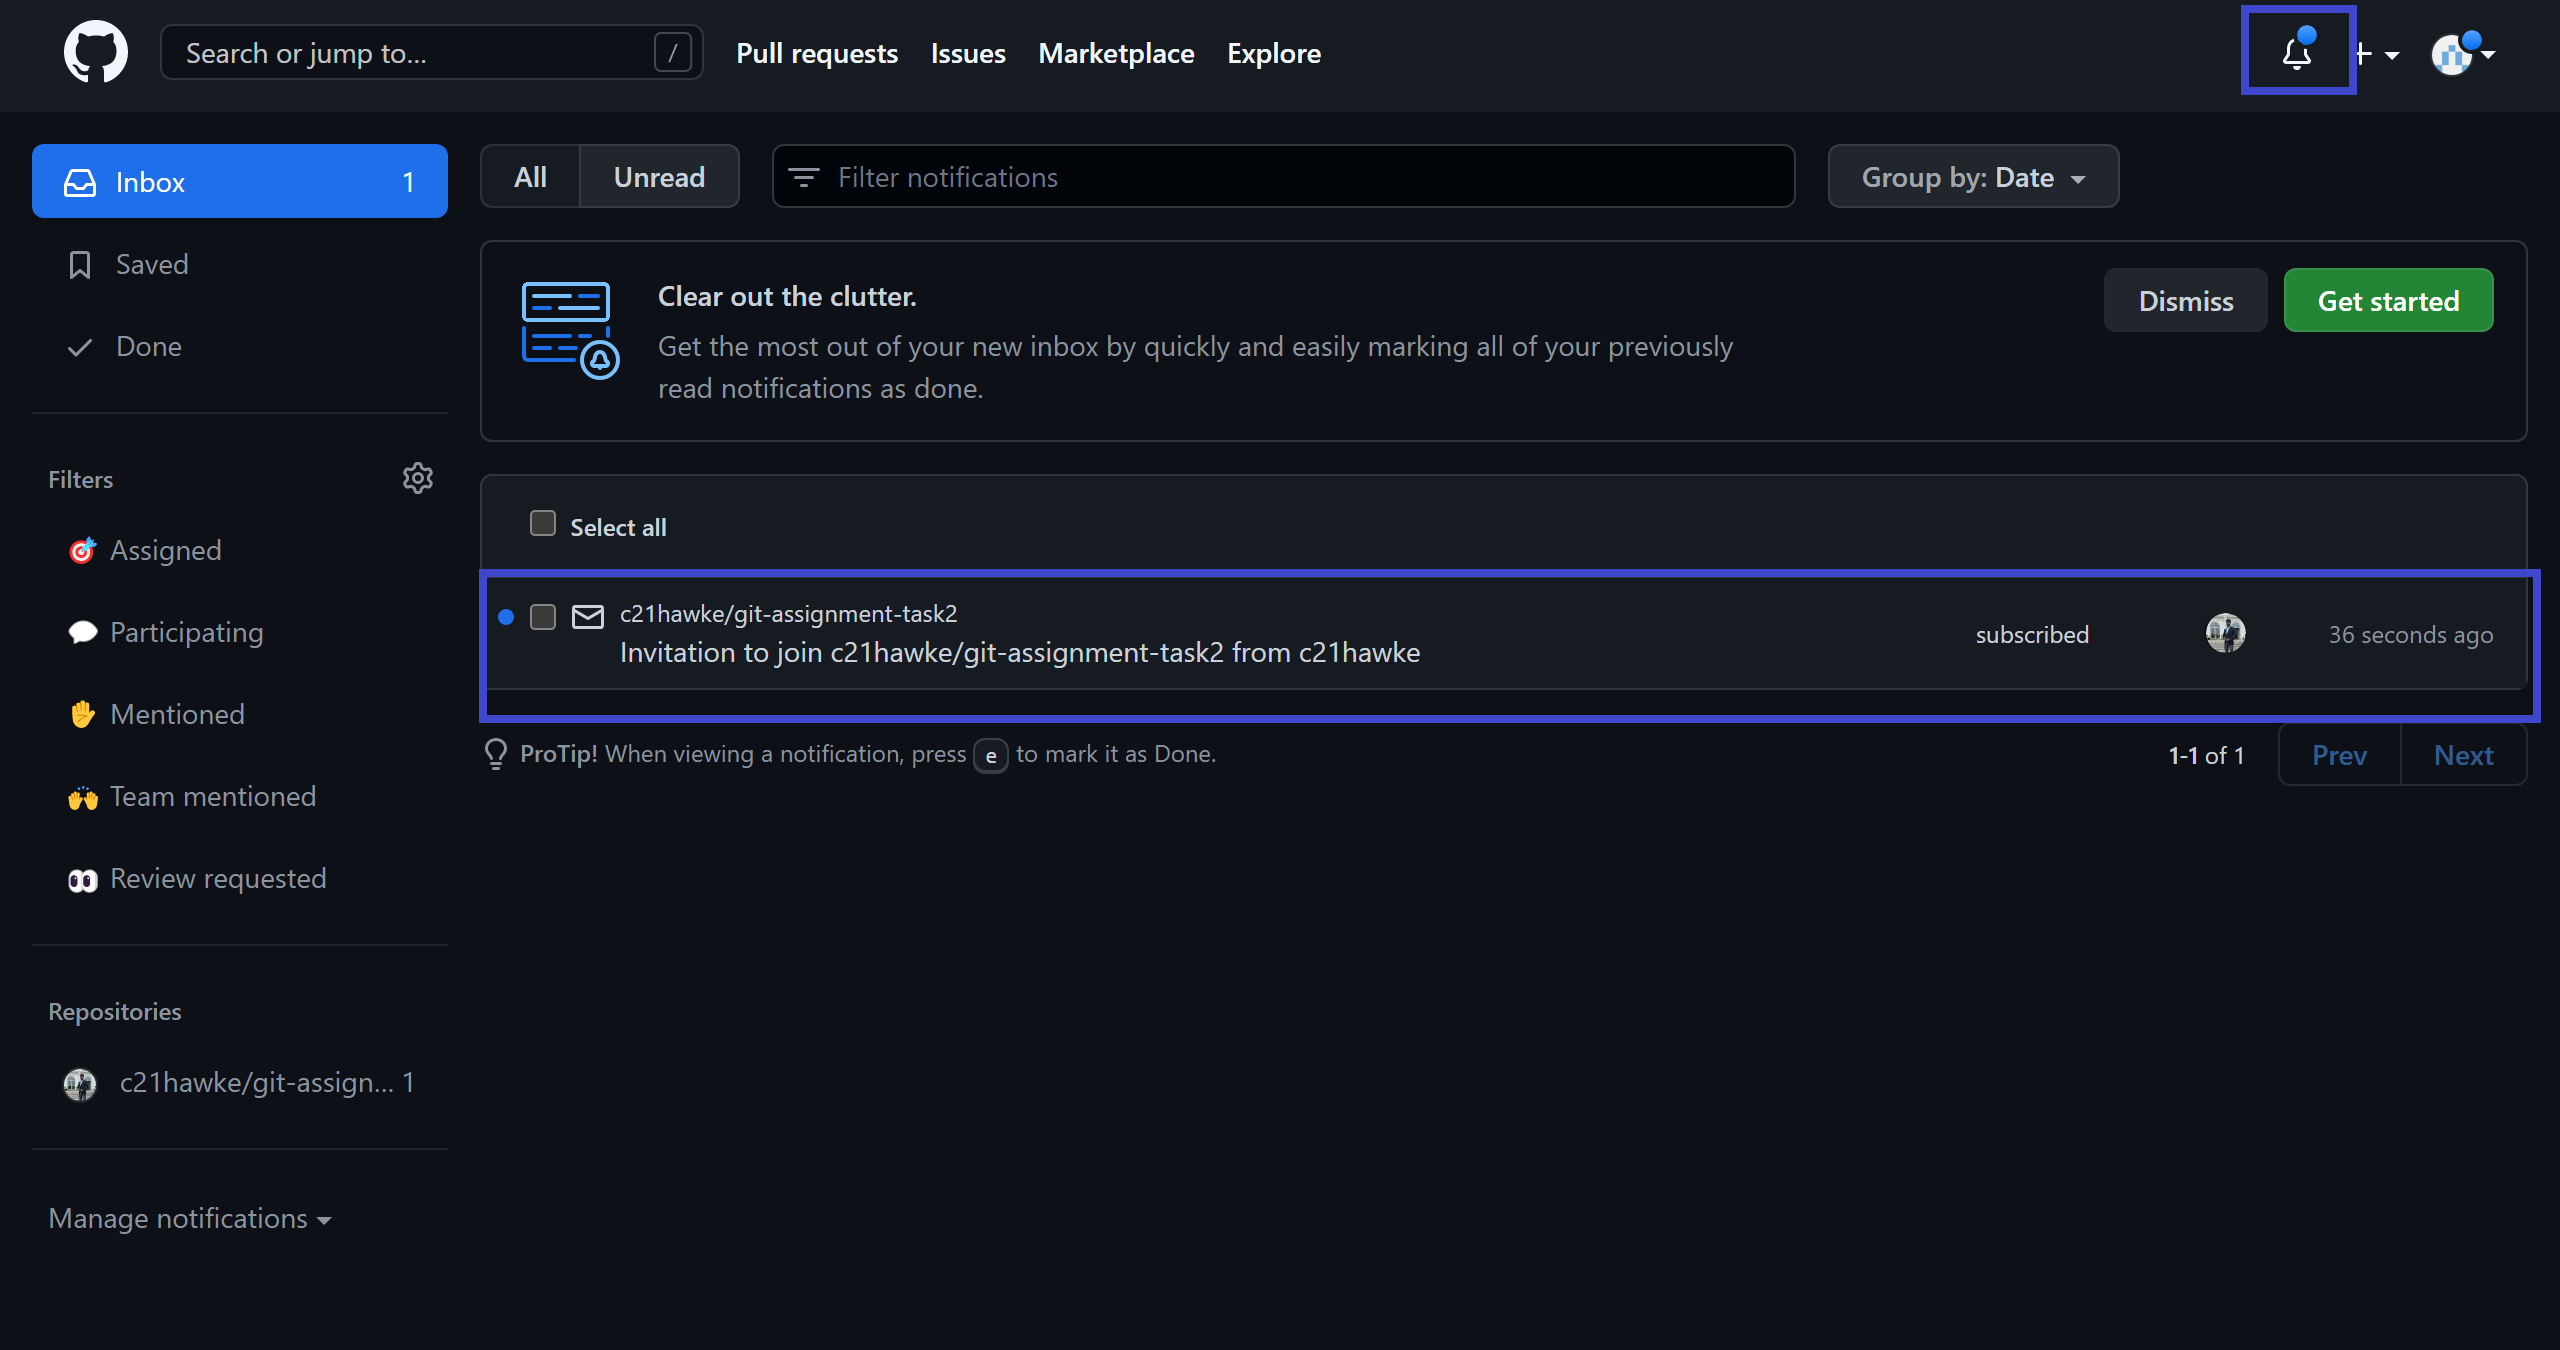 Search or jump to...
/
Pull requests
Issues
Marketplace
Explore
Inbox 1
Saved
Done
Filters
Assigned
Participating
Mentioned
Team mentioned
Review requested
Repositories
c21hawke/git-assign... 1
Manage notifications
All
Unread
Filter notifications
Group by: Date
Clear out the clutter.
Get the most out of your new inbox by quickly and easily marking all of your previously
read notifications as done.
Dismiss
Get started
Select all
c21hawke/git-assignment-task2
Invitation to join c21hawke/git-assignment-task2 from c21hawke
subscribed
36 seconds ago
ProTip! When viewing a notification, press e to mark it as Done.
1-1 of 1
Prev
Next